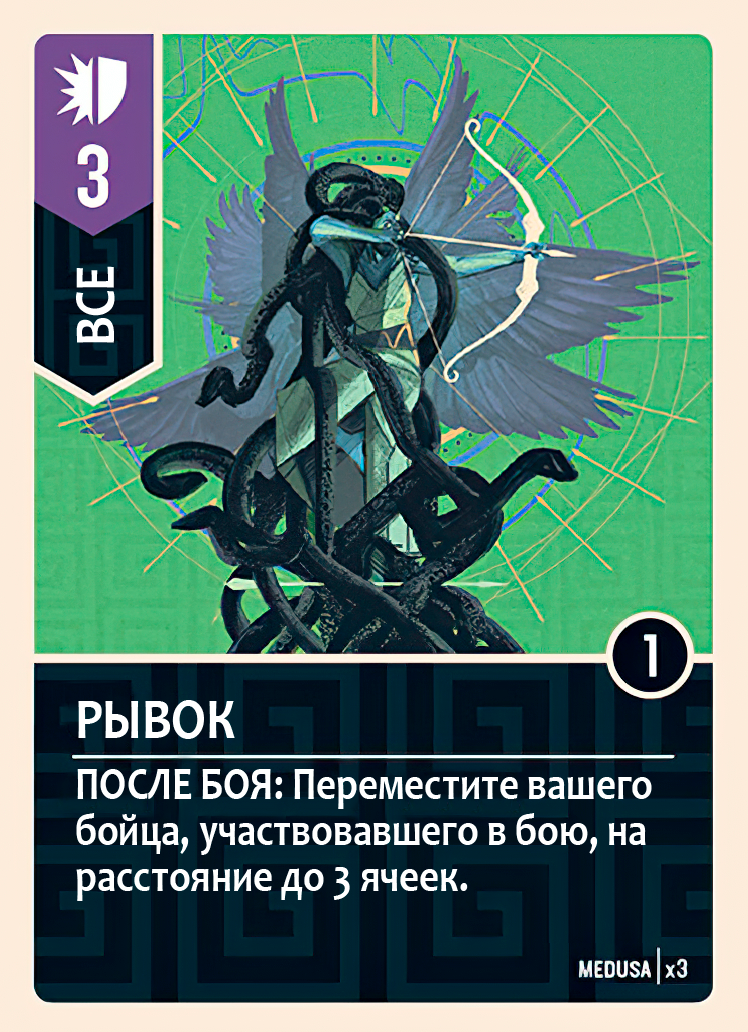 3
ВСЕ
1
РЫВОК
ПОСЛЕ БОЯ: Переместите вашего
бойца, участвовавшего в бою, на
расстояние до 3 ячеек.
MEDUSA | x3